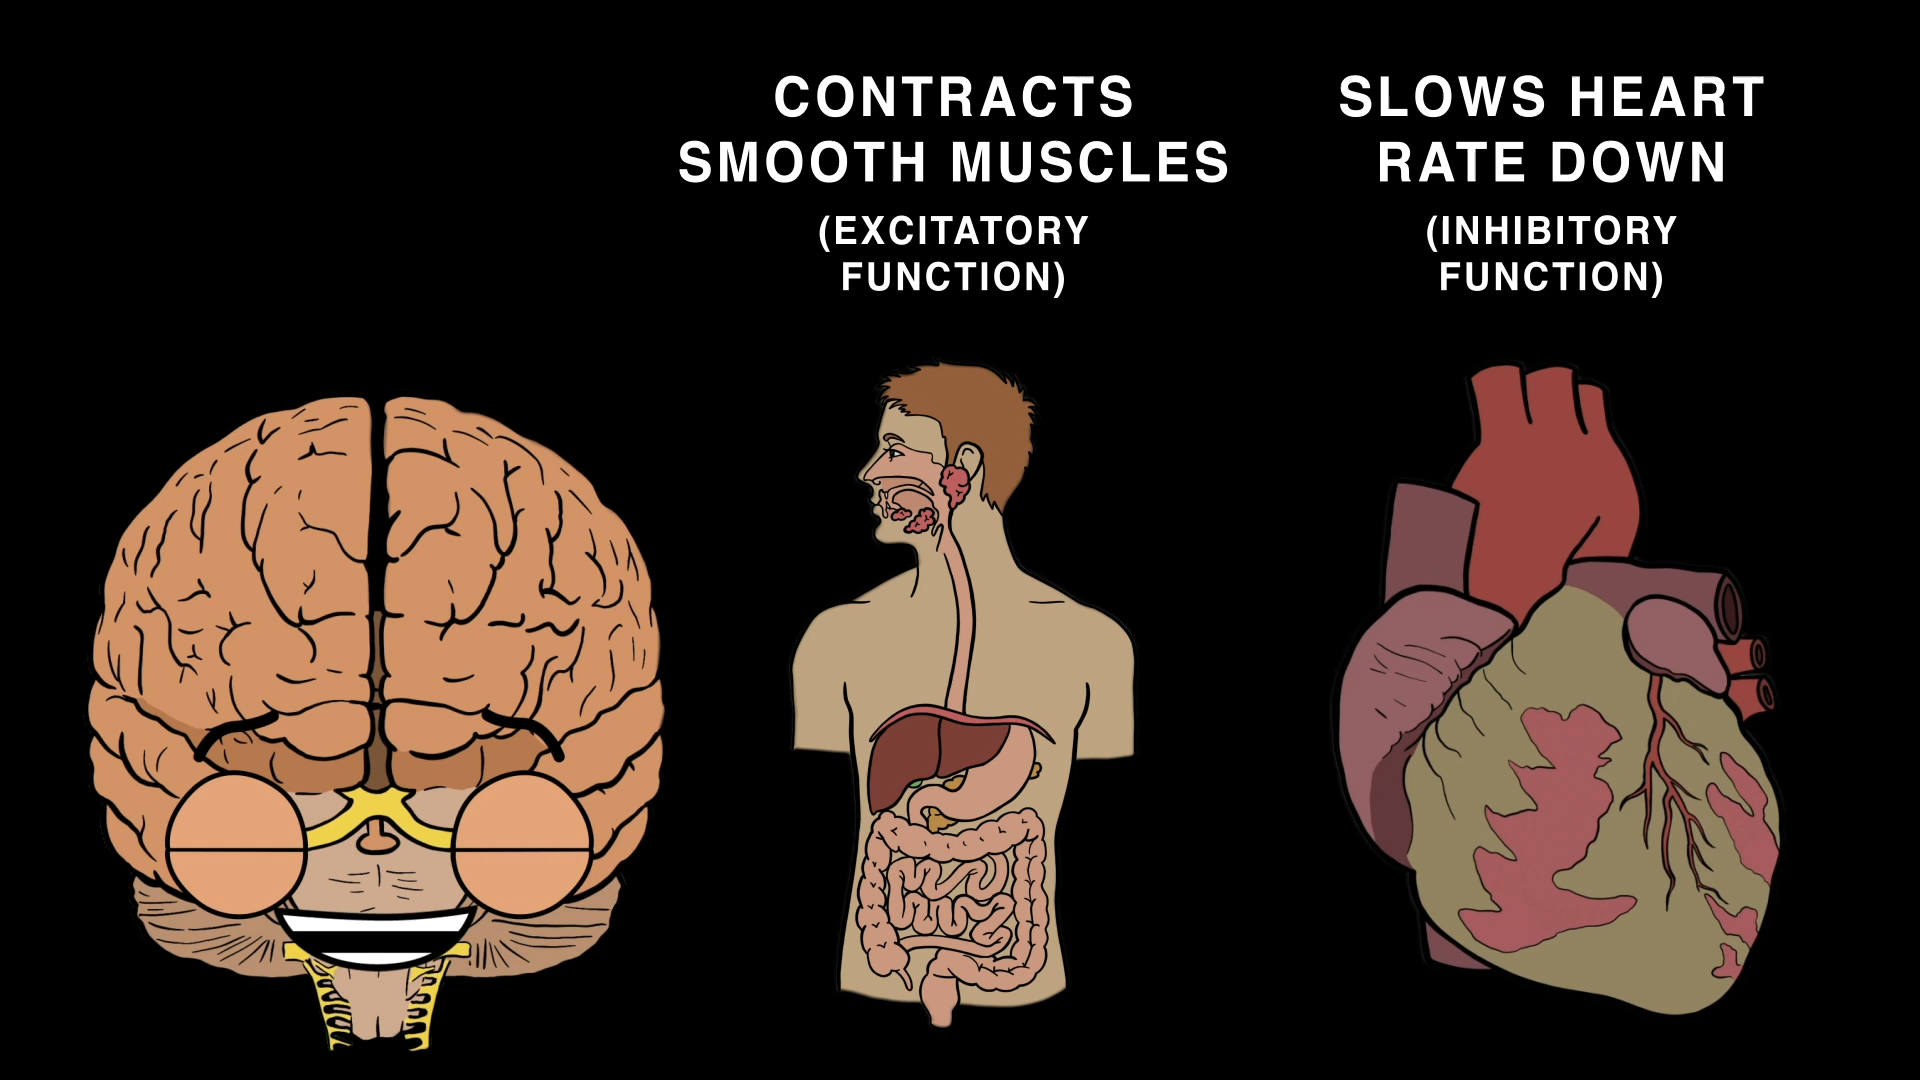 CONTRACTS
SMOOTH MUSCLES
(EXCITATORY
FUNCTION)
SLOWS HEART
RATE DOWN
(INHIBITORY
FUNCTION)